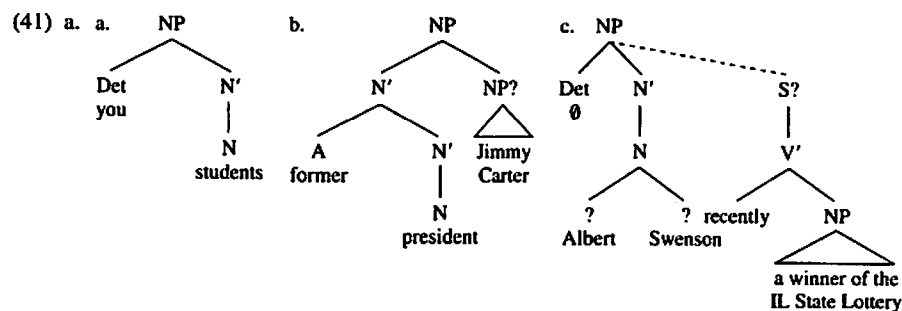 (41) a. a. NP b. NP c. NP
Det N' N' NP? Det N' S?
you ∅
N A N' Jimmy N V'
students former Carter
N ? ? recently NP
president Albert Swenson
a winner of the
IL State Lottery